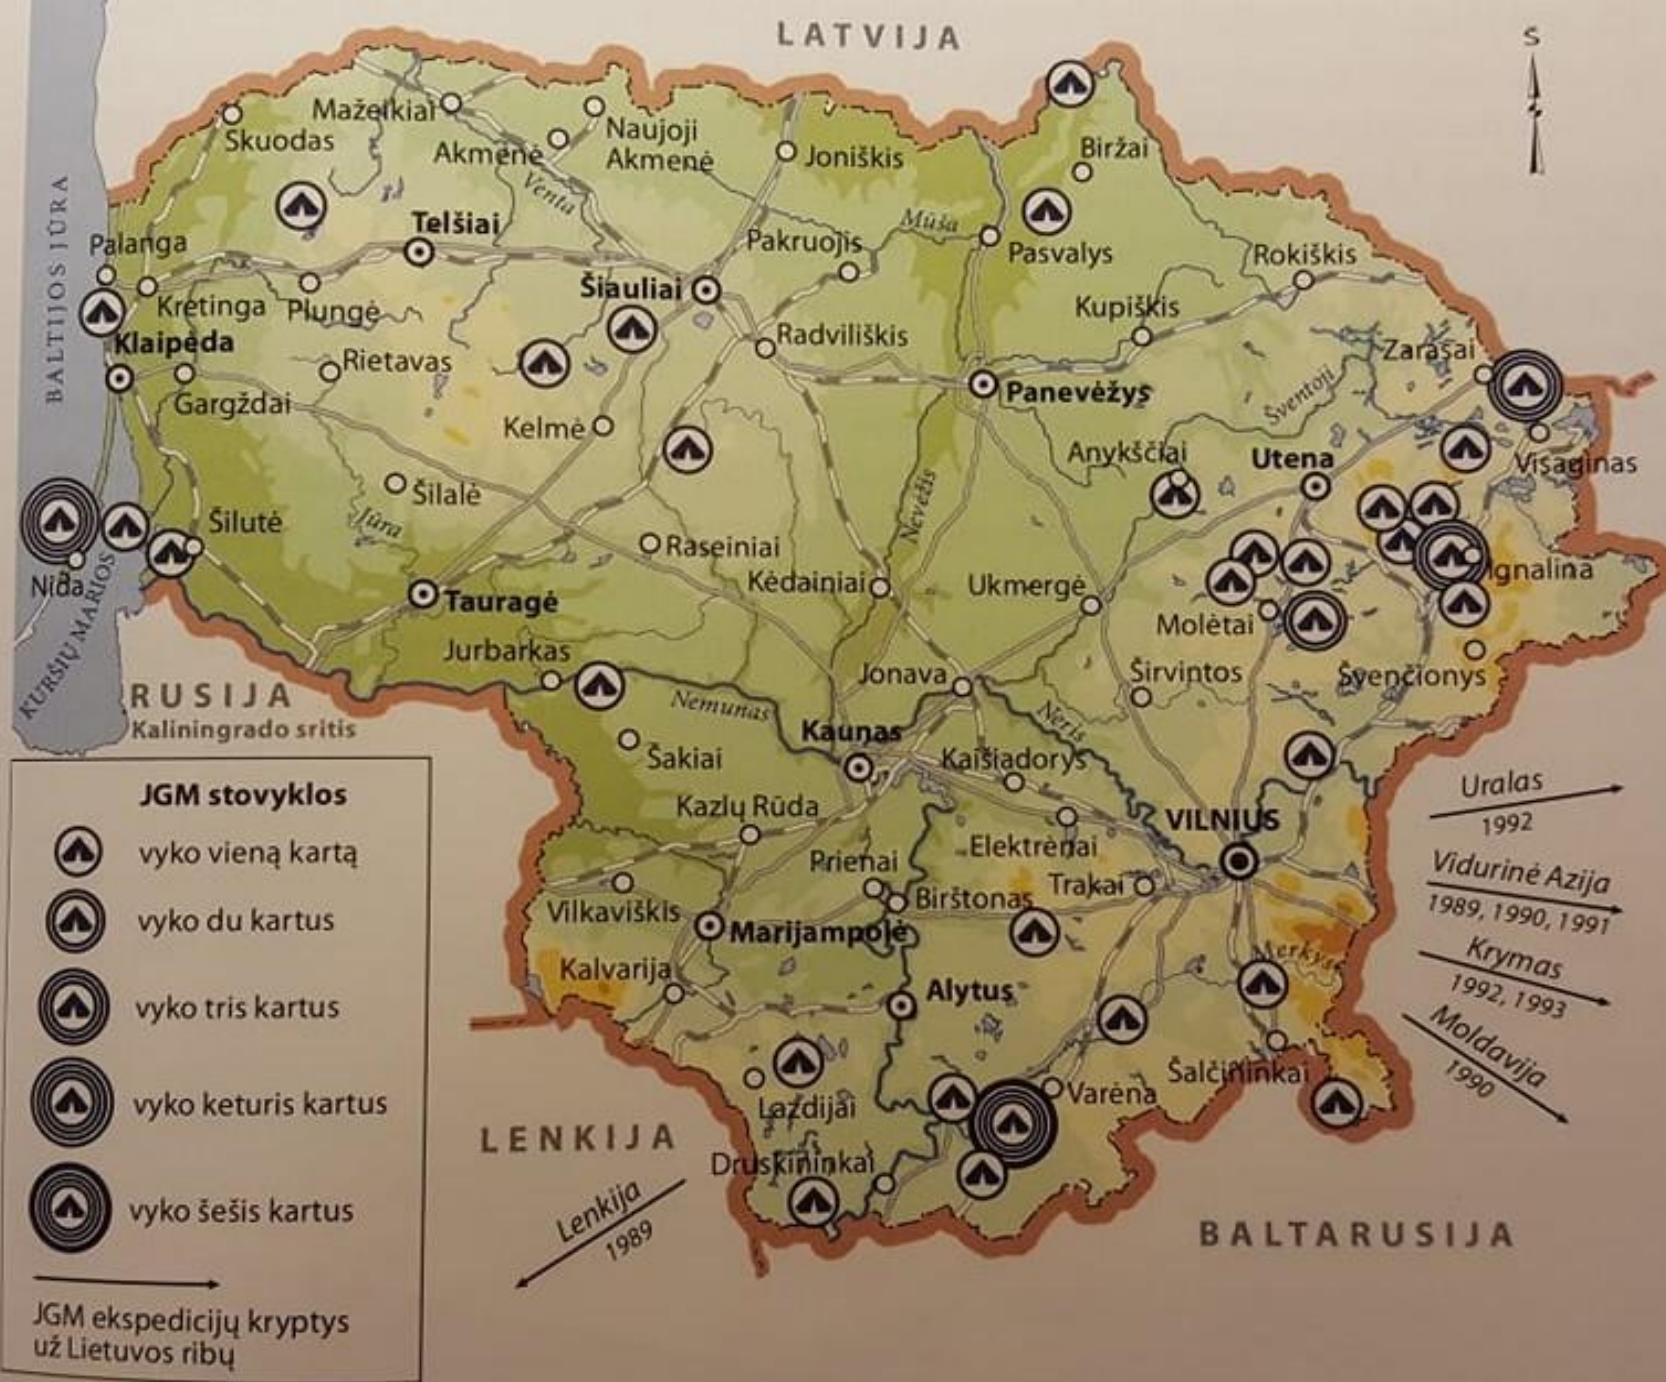 LATVIJA
S
Mažeikiai
Skuodas
Naujoji
Akmenė
Akmenė
Joniškis
Biržai
Venta
BALTIJOS JŪRA
Telšiai
Mūša
Palanga
Pakruojis
Pasvalys
Rokiškis
Kretinga
Plungė
Šiauliai
Kupiškis
Klaipėda
Radviliškis
Rietavas
Zarasai
Gargždai
Panevėžys
Šventoji
Kelmė
Anykščiai
Utena
Visaginas
Šilalė
Nevėžis
Jūra
Šilutė
Raseiniai
Nida
Kėdainiai
Ukmergė
Ignalina
Tauragė
Molėtai
KURŠIŲ MARIOS
Jurbarkas
Jonava
Širvintos
Švenčionys
RUSIJA
Kaliningrado sritis
Nemunas
Neris
Kaunas
Šakiai
Kaišiadorys
Kazlų Rūda
VILNIUS
Elektrėnai
Prienai
Trakai
Birštonas
Vilkaviškis
Marijampolė
Merkys
Kalvarija
Alytus
Šalčininkai
Varėna
Lazdijai
LENKIJA
Druskininkai
BALTARUSIJA
Uralas
1992
Vidurinė Azija
1989, 1990, 1991
Krymas
1992, 1993
Moldavija
1990
Lenkija
1989
JGM stovyklos
vyko vieną kartą
vyko du kartus
vyko tris kartus
vyko keturis kartus
vyko šešis kartus
JGM ekspedicijų kryptys
už Lietuvos ribų